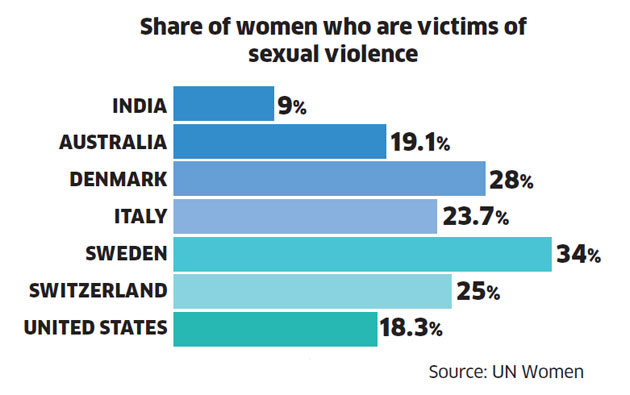 Share of women who are victims of
sexual violence
INDIA 9%
AUSTRALIA 19.1%
DENMARK 28%
ITALY 23.7%
SWEDEN 34%
SWITZERLAND 25%
UNITED STATES 18.3%
Source: UN Women